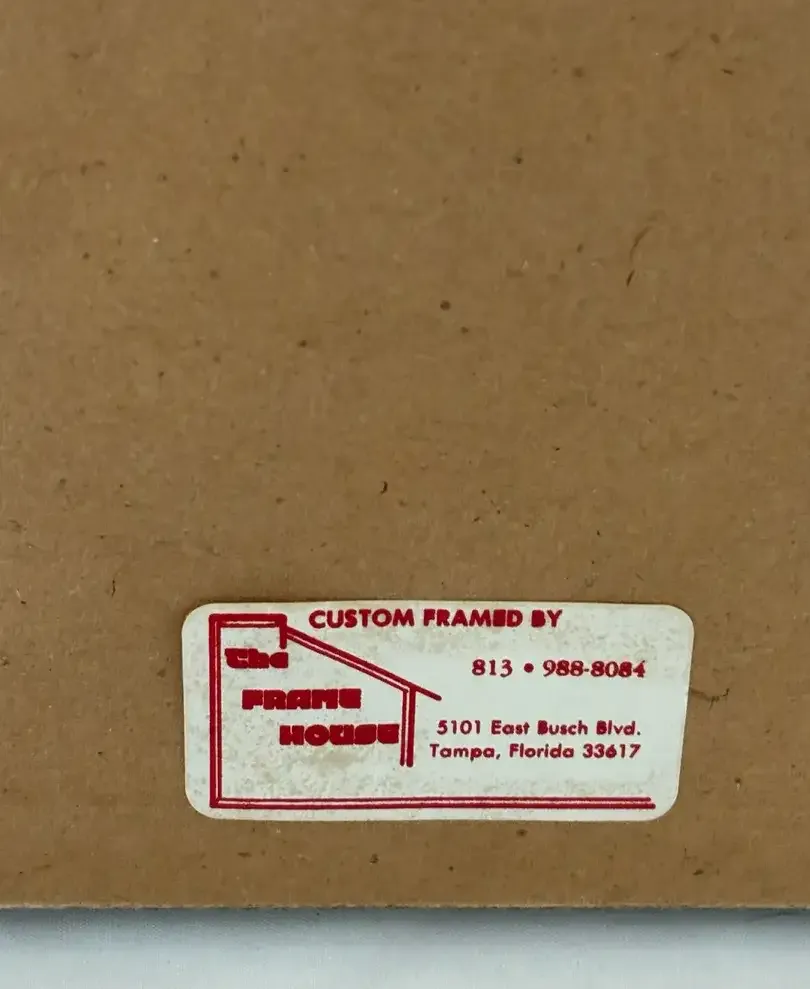 CUSTOM FRAMED BY
The
FRAME
HOUSE
813 • 988-8084
5101 East Busch Blvd.
Tampa, Florida 33617